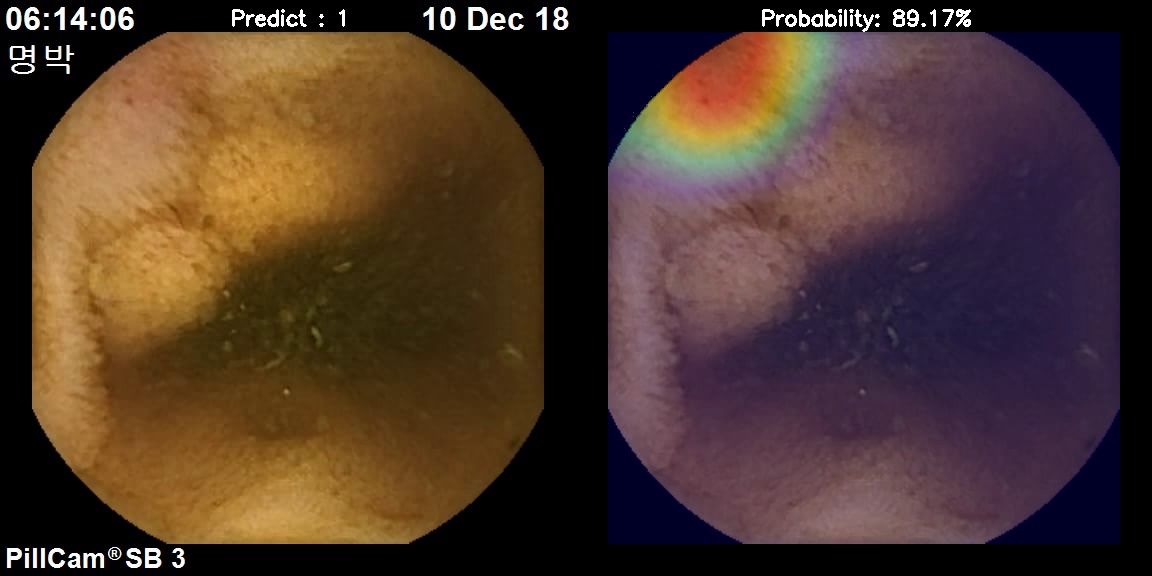 06:14:06
Predict : 1
10 Dec 18
Probability: 89.17%
명박
PillCam® SB 3